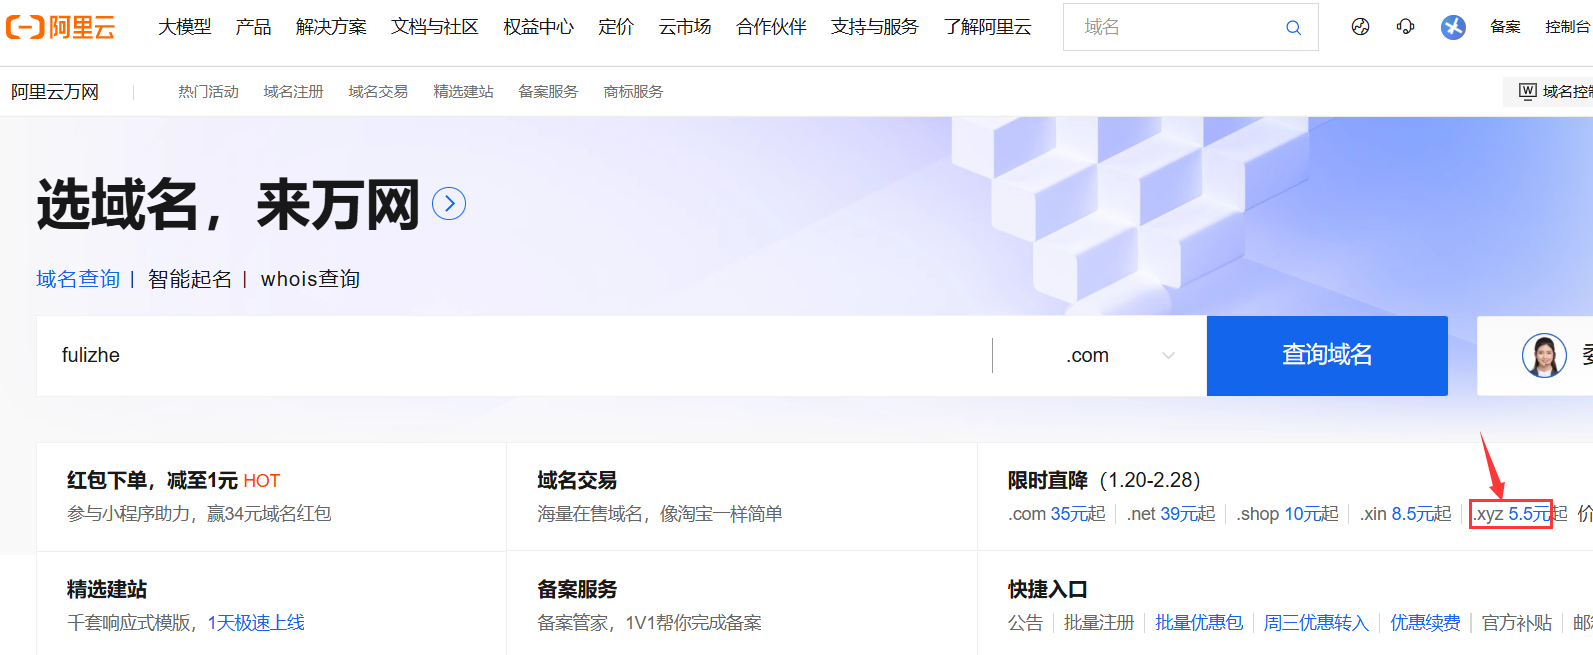 阿里云 大模型 产品 解决方案 文档与社区 权益中心 定价 云市场 合作伙伴 支持与服务 了解阿里云 域名 备案 控制台
阿里云万网 热门活动 域名注册 域名交易 精选建站 备案服务 商标服务 W 域名控制
选域名，来万网
域名查询 | 智能起名 | whois查询
fulizhe .com 查询域名 委
红包下单，减至1元 HOT
参与小程序助力，赢34元域名红包
域名交易
海量在售域名，像淘宝一样简单
限时直降（1.20-2.28）
.com 35元起 .net 39元起 .shop 10元起 .xin 8.5元起 .xyz 5.5元起 价
精选建站
千套响应式模版，1天极速上线
备案服务
备案管家，1V1帮你完成备案
快捷入口
公告 批量注册 批量优惠包 周三优惠转入 优惠续费 官方补贴 邮